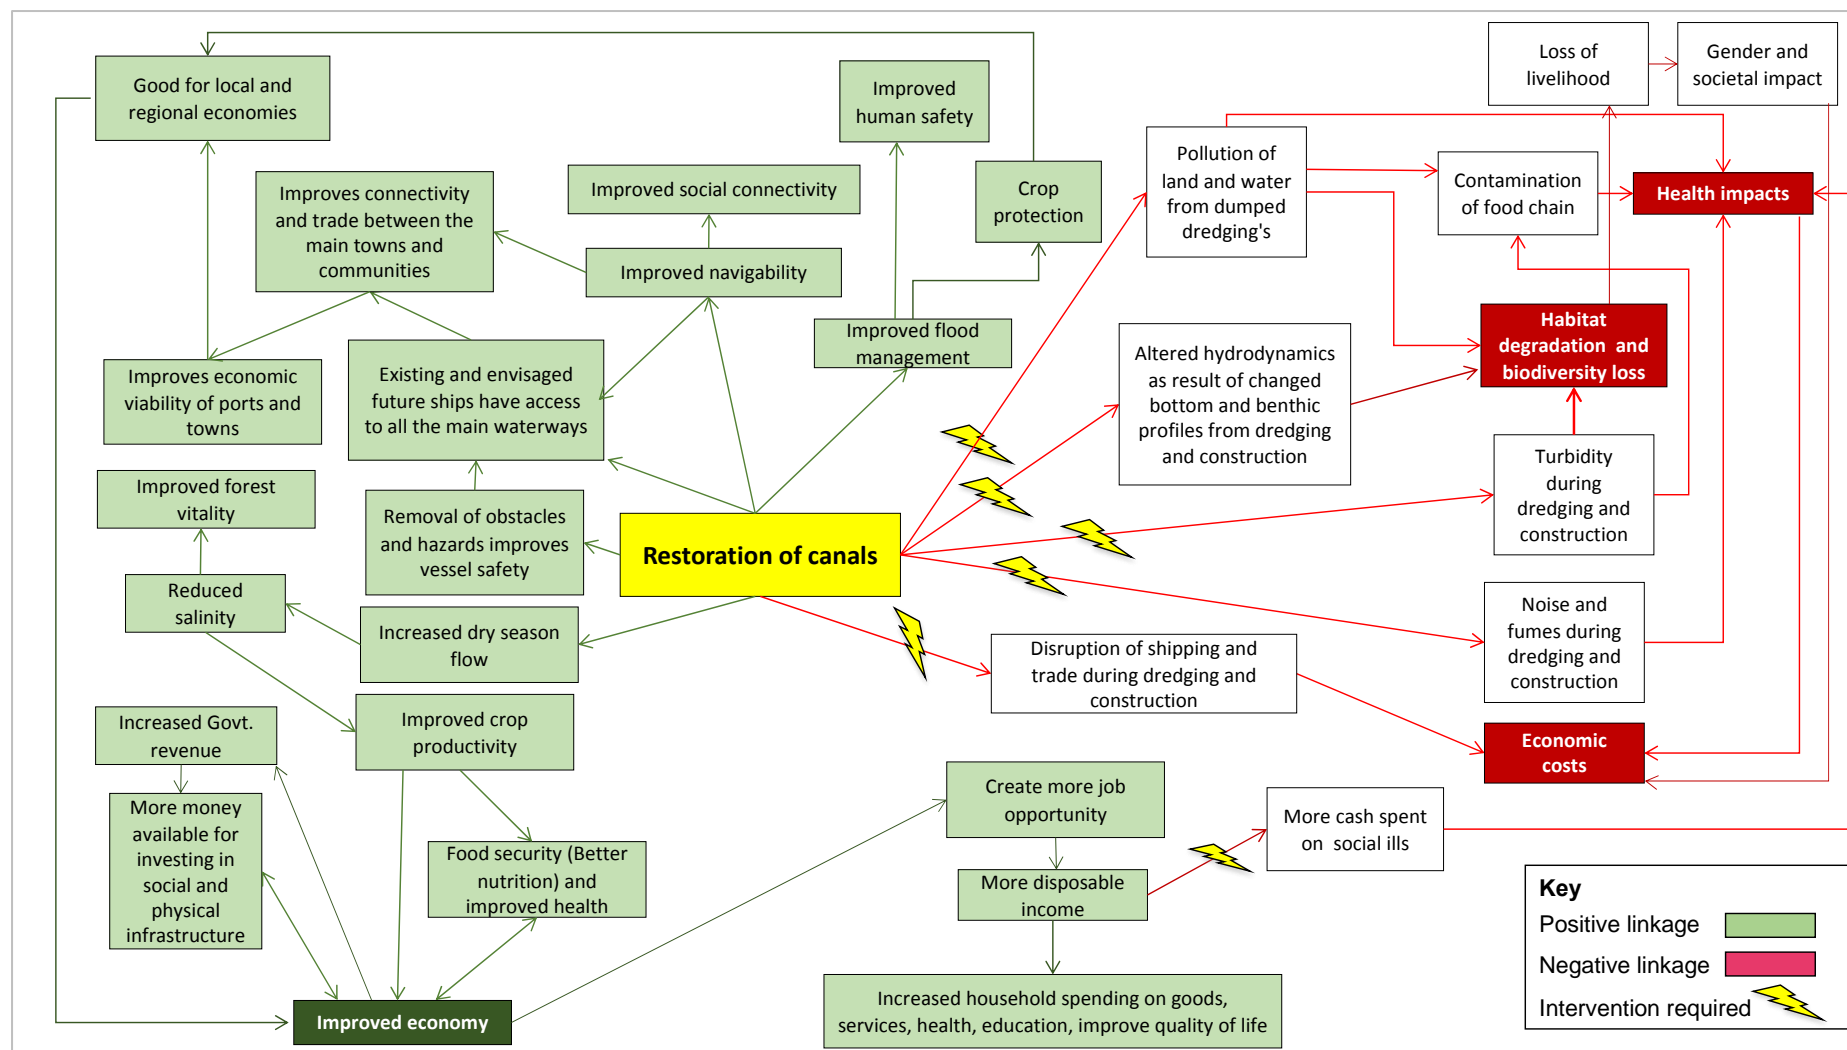 Good for local and
regional economies
Improved
human safety
Loss of
livelihood
Gender and
societal impact
Improves connectivity
and trade between the
main towns and
communities
Improved social connectivity
Crop
protection
Pollution of
land and water
from dumped
dredging's
Contamination
of food chain
Health impacts
Improved navigability
Improved flood
management
Improves economic
viability of ports and
towns
Existing and envisaged
future ships have access
to all the main waterways
Altered hydrodynamics
as result of changed
bottom and benthic
profiles from dredging
and construction
Habitat
degradation and
biodiversity loss
Improved forest
vitality
Removal of obstacles
and hazards improves
vessel safety
Restoration of canals
Turbidity
during
dredging and
construction
Reduced
salinity
Increased dry season
flow
Disruption of shipping and
trade during dredging and
construction
Noise and
fumes during
dredging and
construction
Increased Govt.
revenue
Improved crop
productivity
Economic
costs
More money
available for
investing in
social and
physical
infrastructure
Food security (Better
nutrition) and
improved health
Create more job
opportunity
More cash spent
on social ills
More disposable
income
Increased household spending on goods,
services, health, education, improve quality of life
Improved economy
Key
Positive linkage
Negative linkage
Intervention required